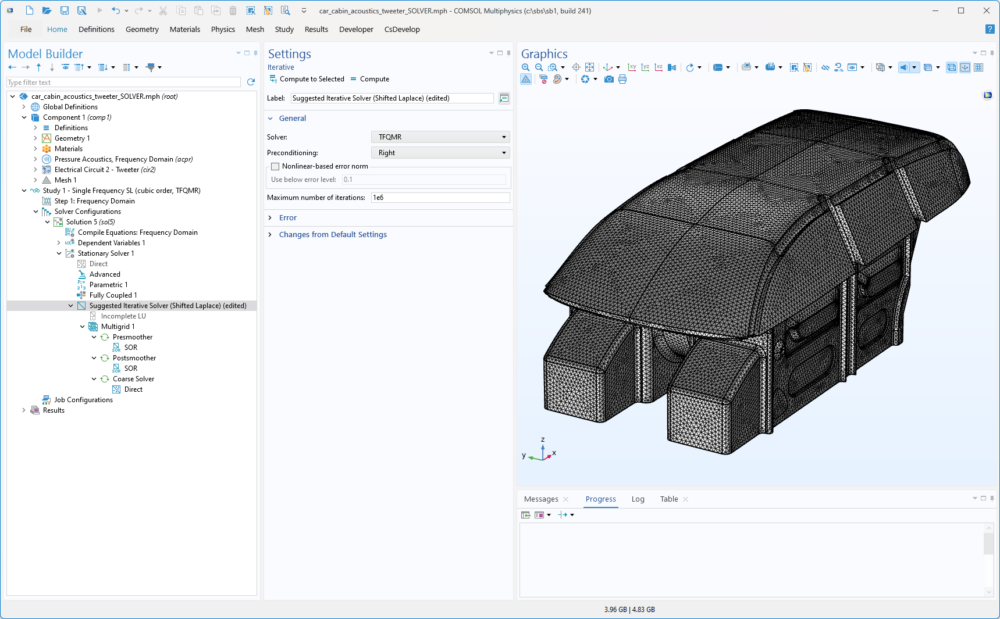 car_cabin_acoustics_tweeter_SOLVER.mph - COMSOL Multiphysics (c:\sbs\sb1, build 241)
File Home Definitions Geometry Materials Physics Mesh Study Results Developer CsDevelop
?
Model Builder
Type filter text
car_cabin_acoustics_tweeter_SOLVER.mph (root)
Global Definitions
Component 1 (comp1)
Definitions
Geometry 1
Materials
Pressure Acoustics, Frequency Domain (acpr)
Electrical Circuit 2 - Tweeter (cir2)
Mesh 1
Study 1 - Single Frequency SL (cubic order, TFQMR)
Step 1: Frequency Domain
Solver Configurations
Solution 5 (sol5)
Compile Equations: Frequency Domain
Dependent Variables 1
Stationary Solver 1
Direct
Advanced
Parametric 1
Fully Coupled 1
Suggested Iterative Solver (Shifted Laplace) (edited)
Incomplete LU
Multigrid 1
Presmoother
SOR
Postsmoother
SOR
Coarse Solver
Direct
Job Configurations
Results
Settings
Iterative
Compute to Selected Compute
Label: Suggested Iterative Solver (Shifted Laplace) (edited)
General
Solver: TFQMR
Preconditioning: Right
Nonlinear-based error norm
Use below error level: 0.1
Maximum number of iterations: 1e6
Error
Changes from Default Settings
Graphics
xy yz xz
z
y
x
Messages Progress Log Table
3.96 GB | 4.83 GB